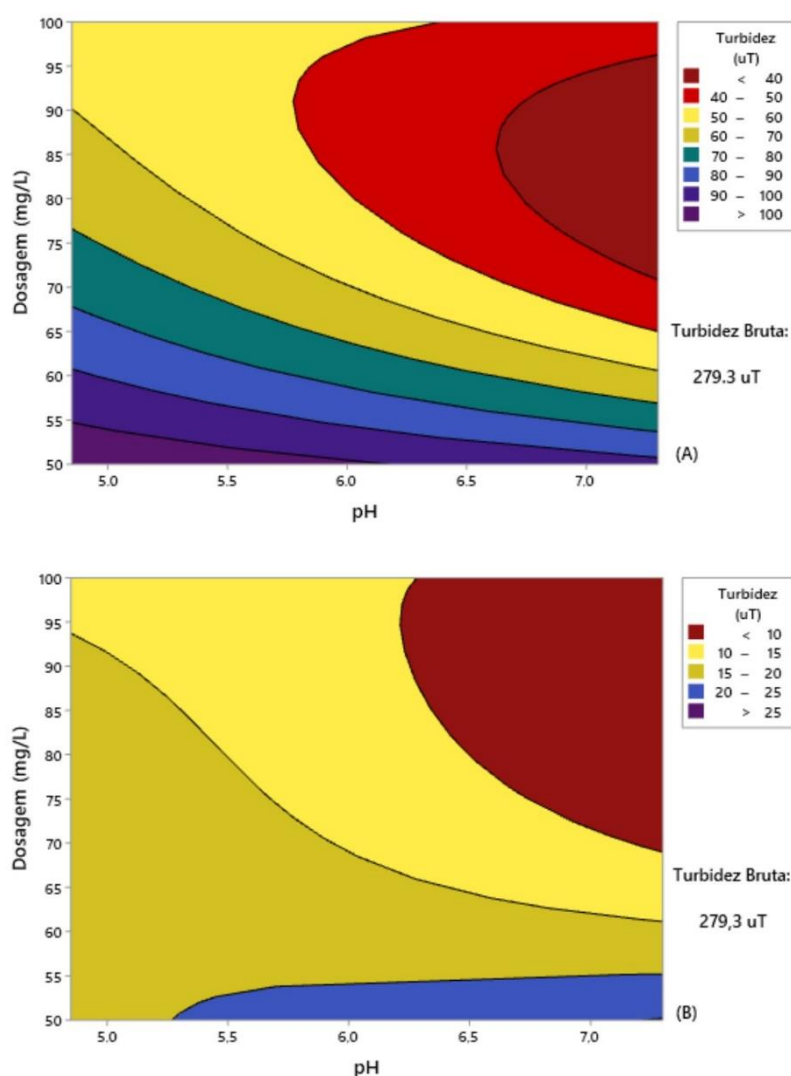 Turbidez
(uT)
< 40
40 – 50
50 – 60
60 – 70
70 – 80
80 – 90
90 – 100
> 100
Dosagem (mg/L)
100
95
90
85
80
75
70
65
60
55
50
5.0 5.5 6.0 6.5 7.0
pH
Turbidez Bruta:
279.3 uT
(A)
Turbidez
(uT)
< 10
10 – 15
15 – 20
20 – 25
> 25
Dosagem (mg/L)
100
95
90
85
80
75
70
65
60
55
50
5.0 5.5 6.0 6.5 7.0
pH
Turbidez Bruta:
279,3 uT
(B)